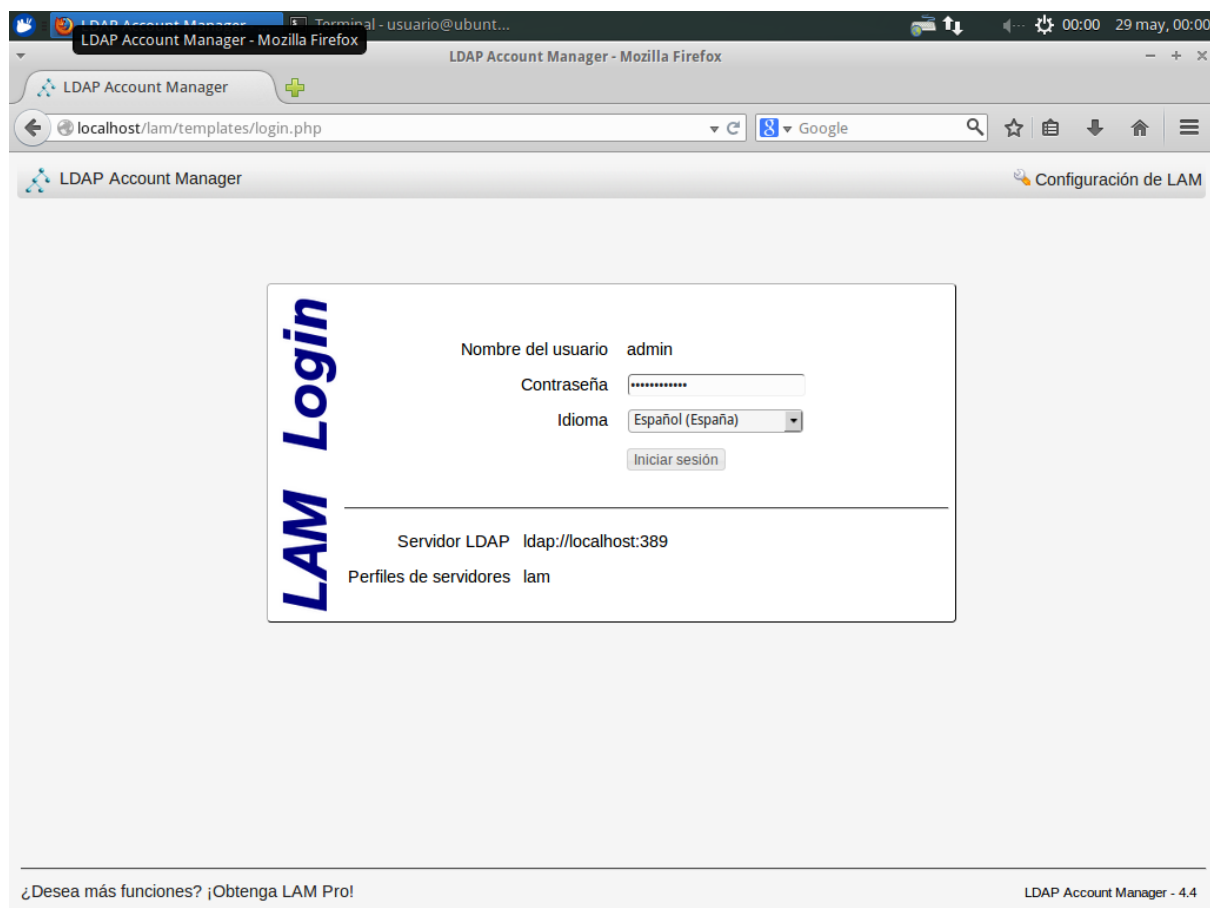 LDAP Account Manager
Terminal - usuario@ubunt...
00:00
29 may, 00:00
LDAP Account Manager - Mozilla Firefox
LDAP Account Manager - Mozilla Firefox
LDAP Account Manager
localhost/lam/templates/login.php
Google
LDAP Account Manager
Configuración de LAM
LAM Login
Nombre del usuario admin
Contraseña ••••••••••••
Idioma Español (España)
Iniciar sesión
Servidor LDAP ldap://localhost:389
Perfiles de servidores lam
¿Desea más funciones? ¡Obtenga LAM Pro!
LDAP Account Manager - 4.4